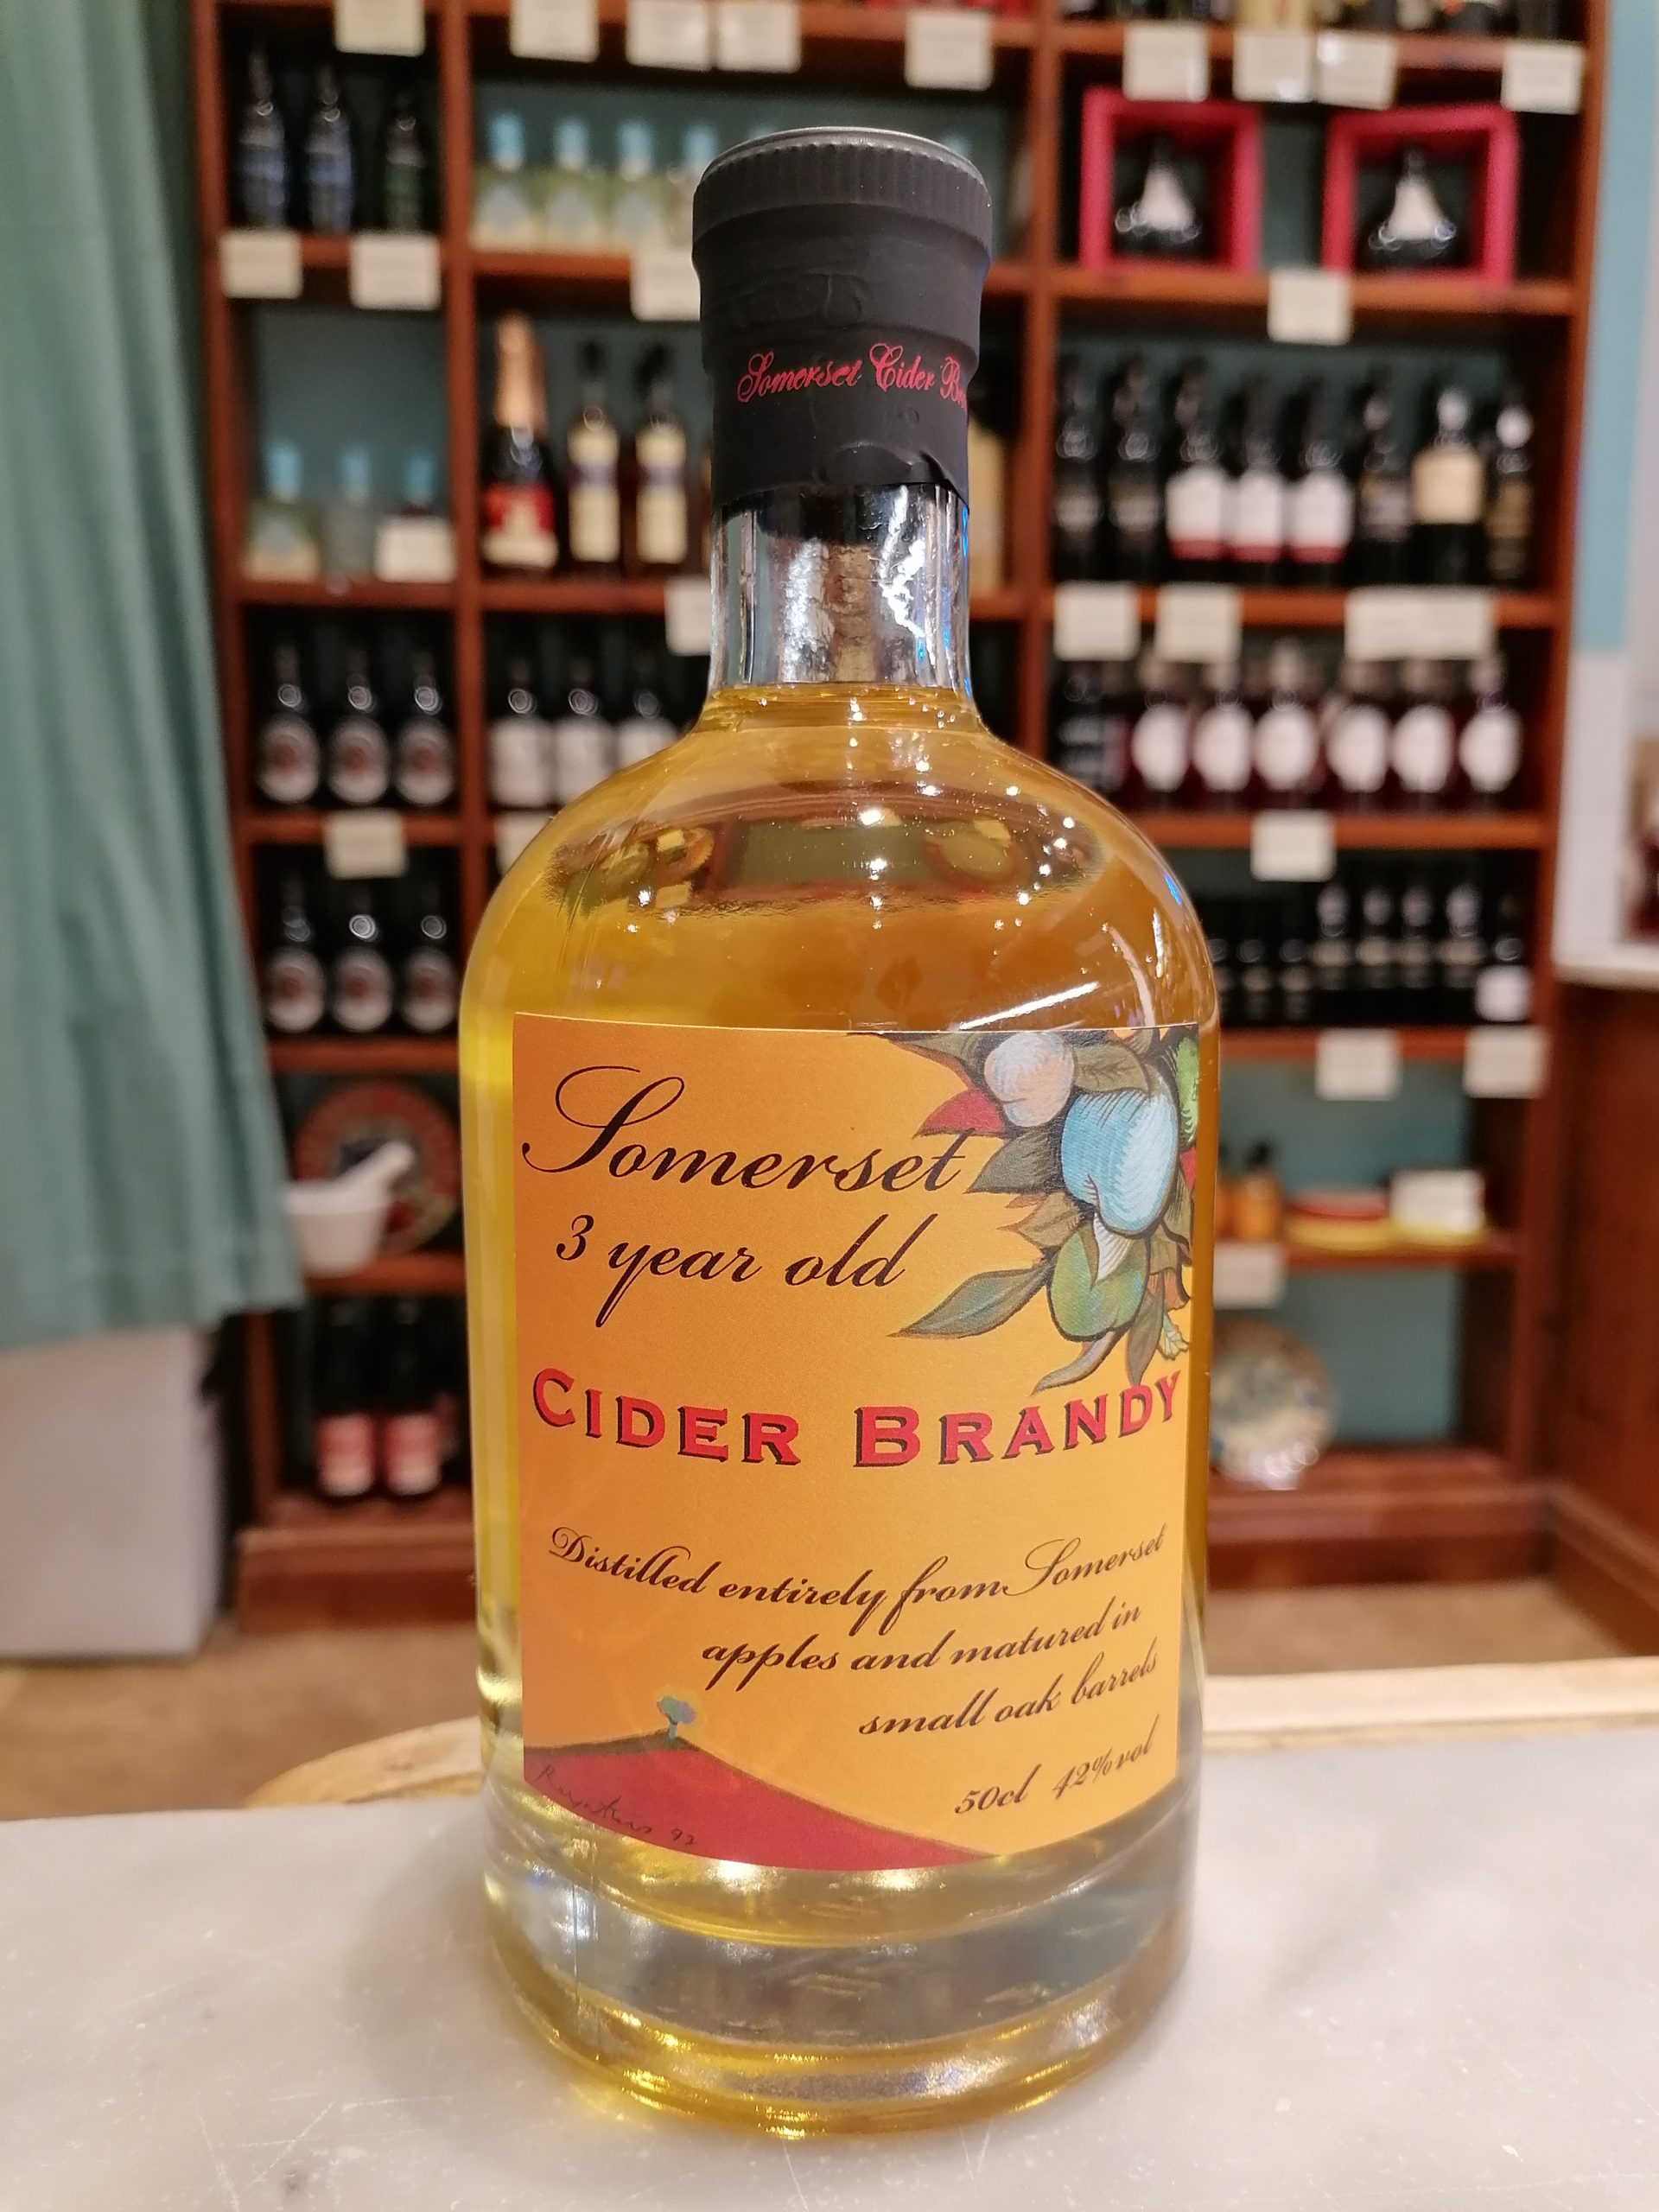 Somerset Cider
Somerset
3 year old
CIDER BRANDY
Distilled entirely from Somerset
apples and matured in
small oak barrels
50cl 42%vol
92